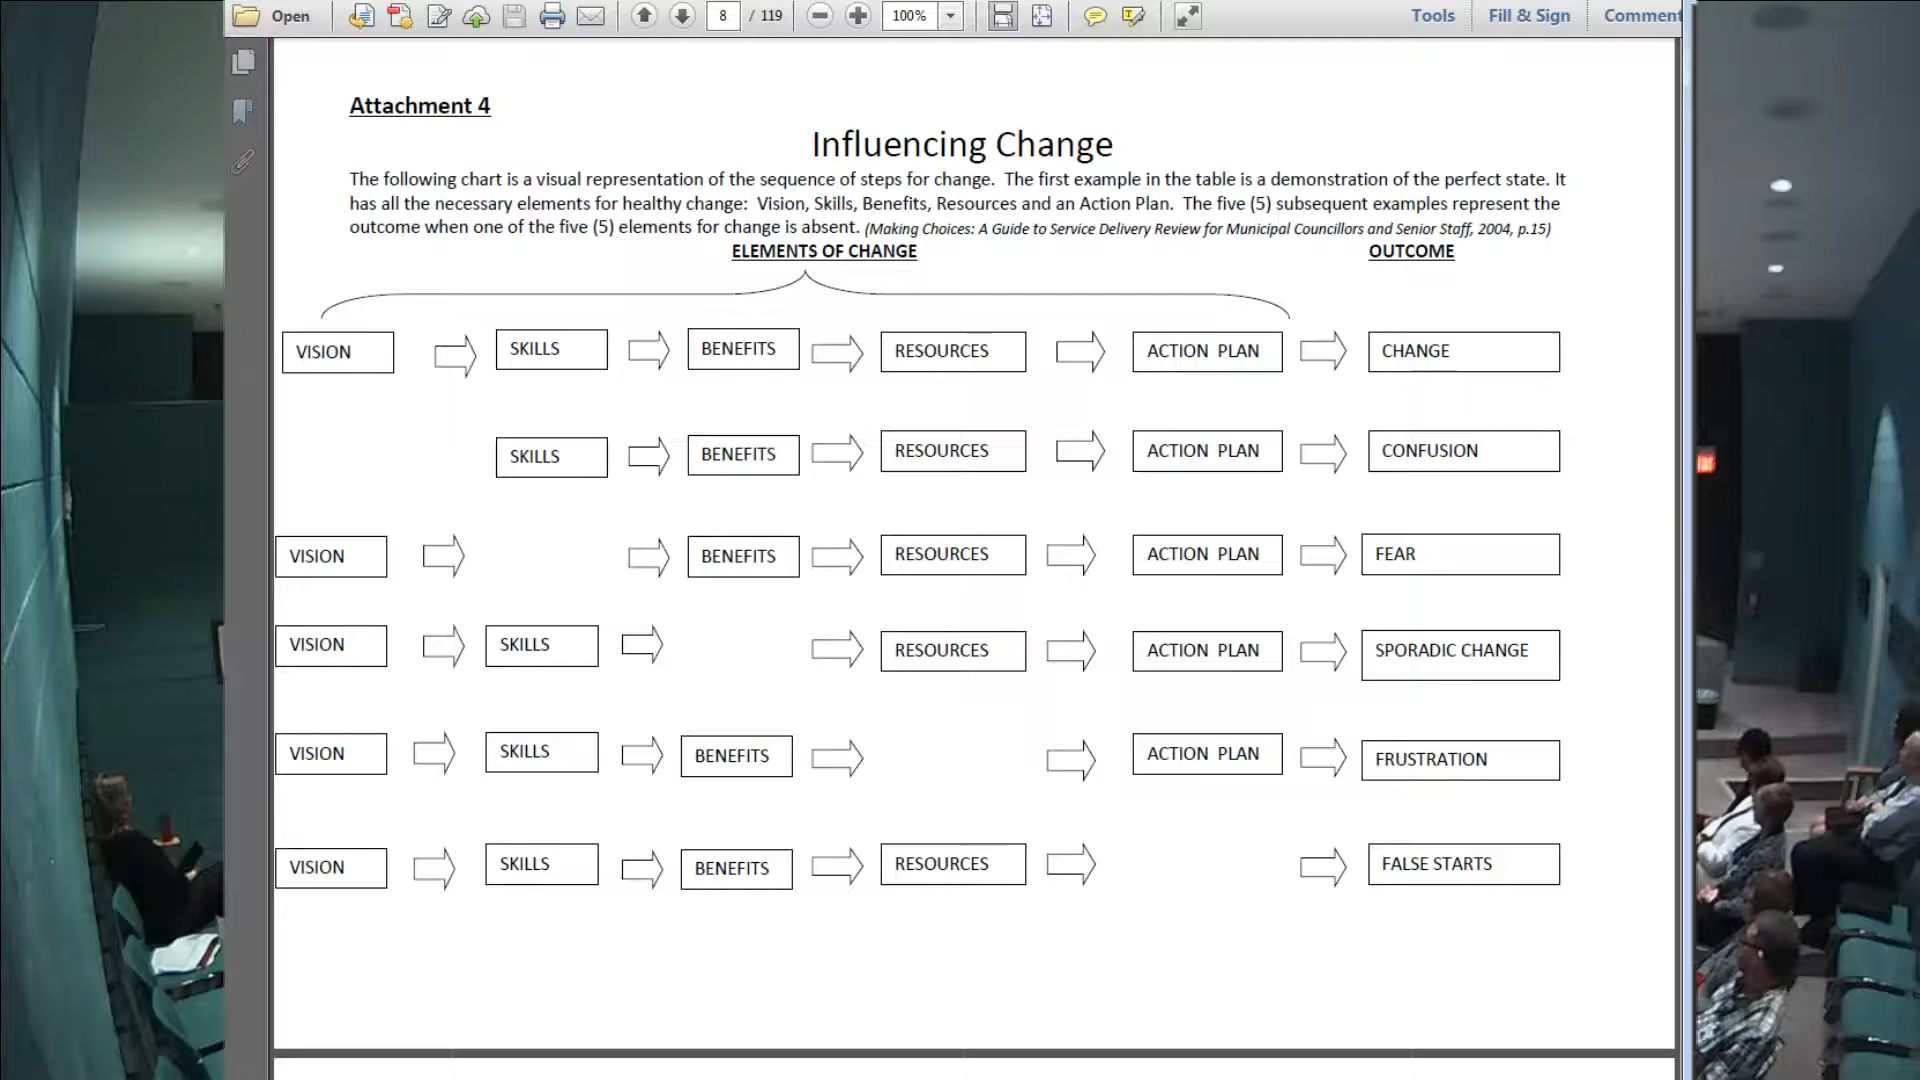 Open
8 / 119
100%
Tools
Fill & Sign
Comment
Attachment 4
Influencing Change
The following chart is a visual representation of the sequence of steps for change. The first example in the table is a demonstration of the perfect state. It
has all the necessary elements for healthy change: Vision, Skills, Benefits, Resources and an Action Plan. The five (5) subsequent examples represent the
outcome when one of the five (5) elements for change is absent. (Making Choices: A Guide to Service Delivery Review for Municipal Councillors and Senior Staff, 2004, p.15)
ELEMENTS OF CHANGE
OUTCOME
VISION SKILLS BENEFITS RESOURCES ACTION PLAN CHANGE
SKILLS BENEFITS RESOURCES ACTION PLAN CONFUSION
VISION BENEFITS RESOURCES ACTION PLAN FEAR
VISION SKILLS RESOURCES ACTION PLAN SPORADIC CHANGE
VISION SKILLS BENEFITS ACTION PLAN FRUSTRATION
VISION SKILLS BENEFITS RESOURCES FALSE STARTS